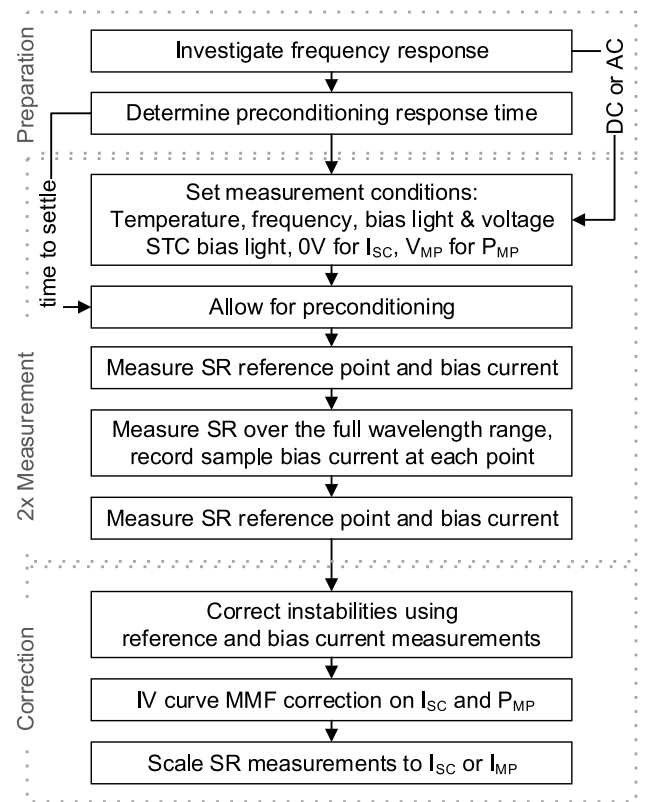 Preparation
Investigate frequency response
DC or AC
Determine preconditioning response time
time to settle
2x Measurement
Set measurement conditions:
Temperature, frequency, bias light & voltage
STC bias light, 0V for ISC, VMP for PMP
Allow for preconditioning
Measure SR reference point and bias current
Measure SR over the full wavelength range,
record sample bias current at each point
Measure SR reference point and bias current
Correction
Correct instabilities using
reference and bias current measurements
IV curve MMF correction on ISC and PMP
Scale SR measurements to ISC or IMP